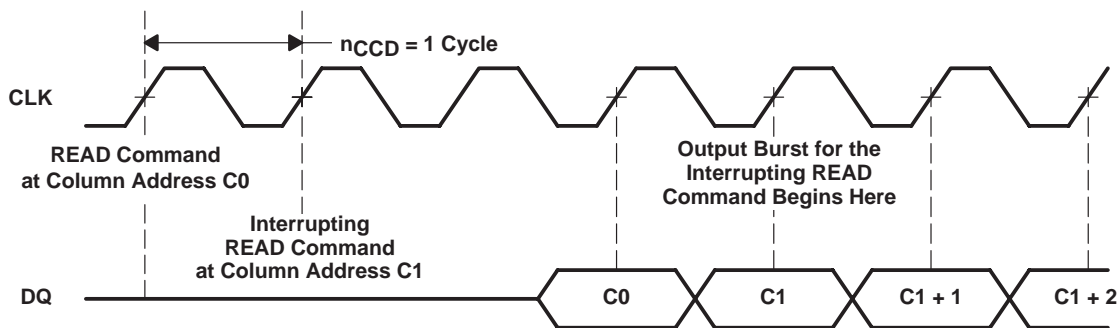 nCCD = 1 Cycle
CLK
READ Command
at Column Address C0
Output Burst for the
Interrupting READ
Command Begins Here
Interrupting
READ Command
at Column Address C1
DQ
C0
C1
C1 + 1
C1 + 2